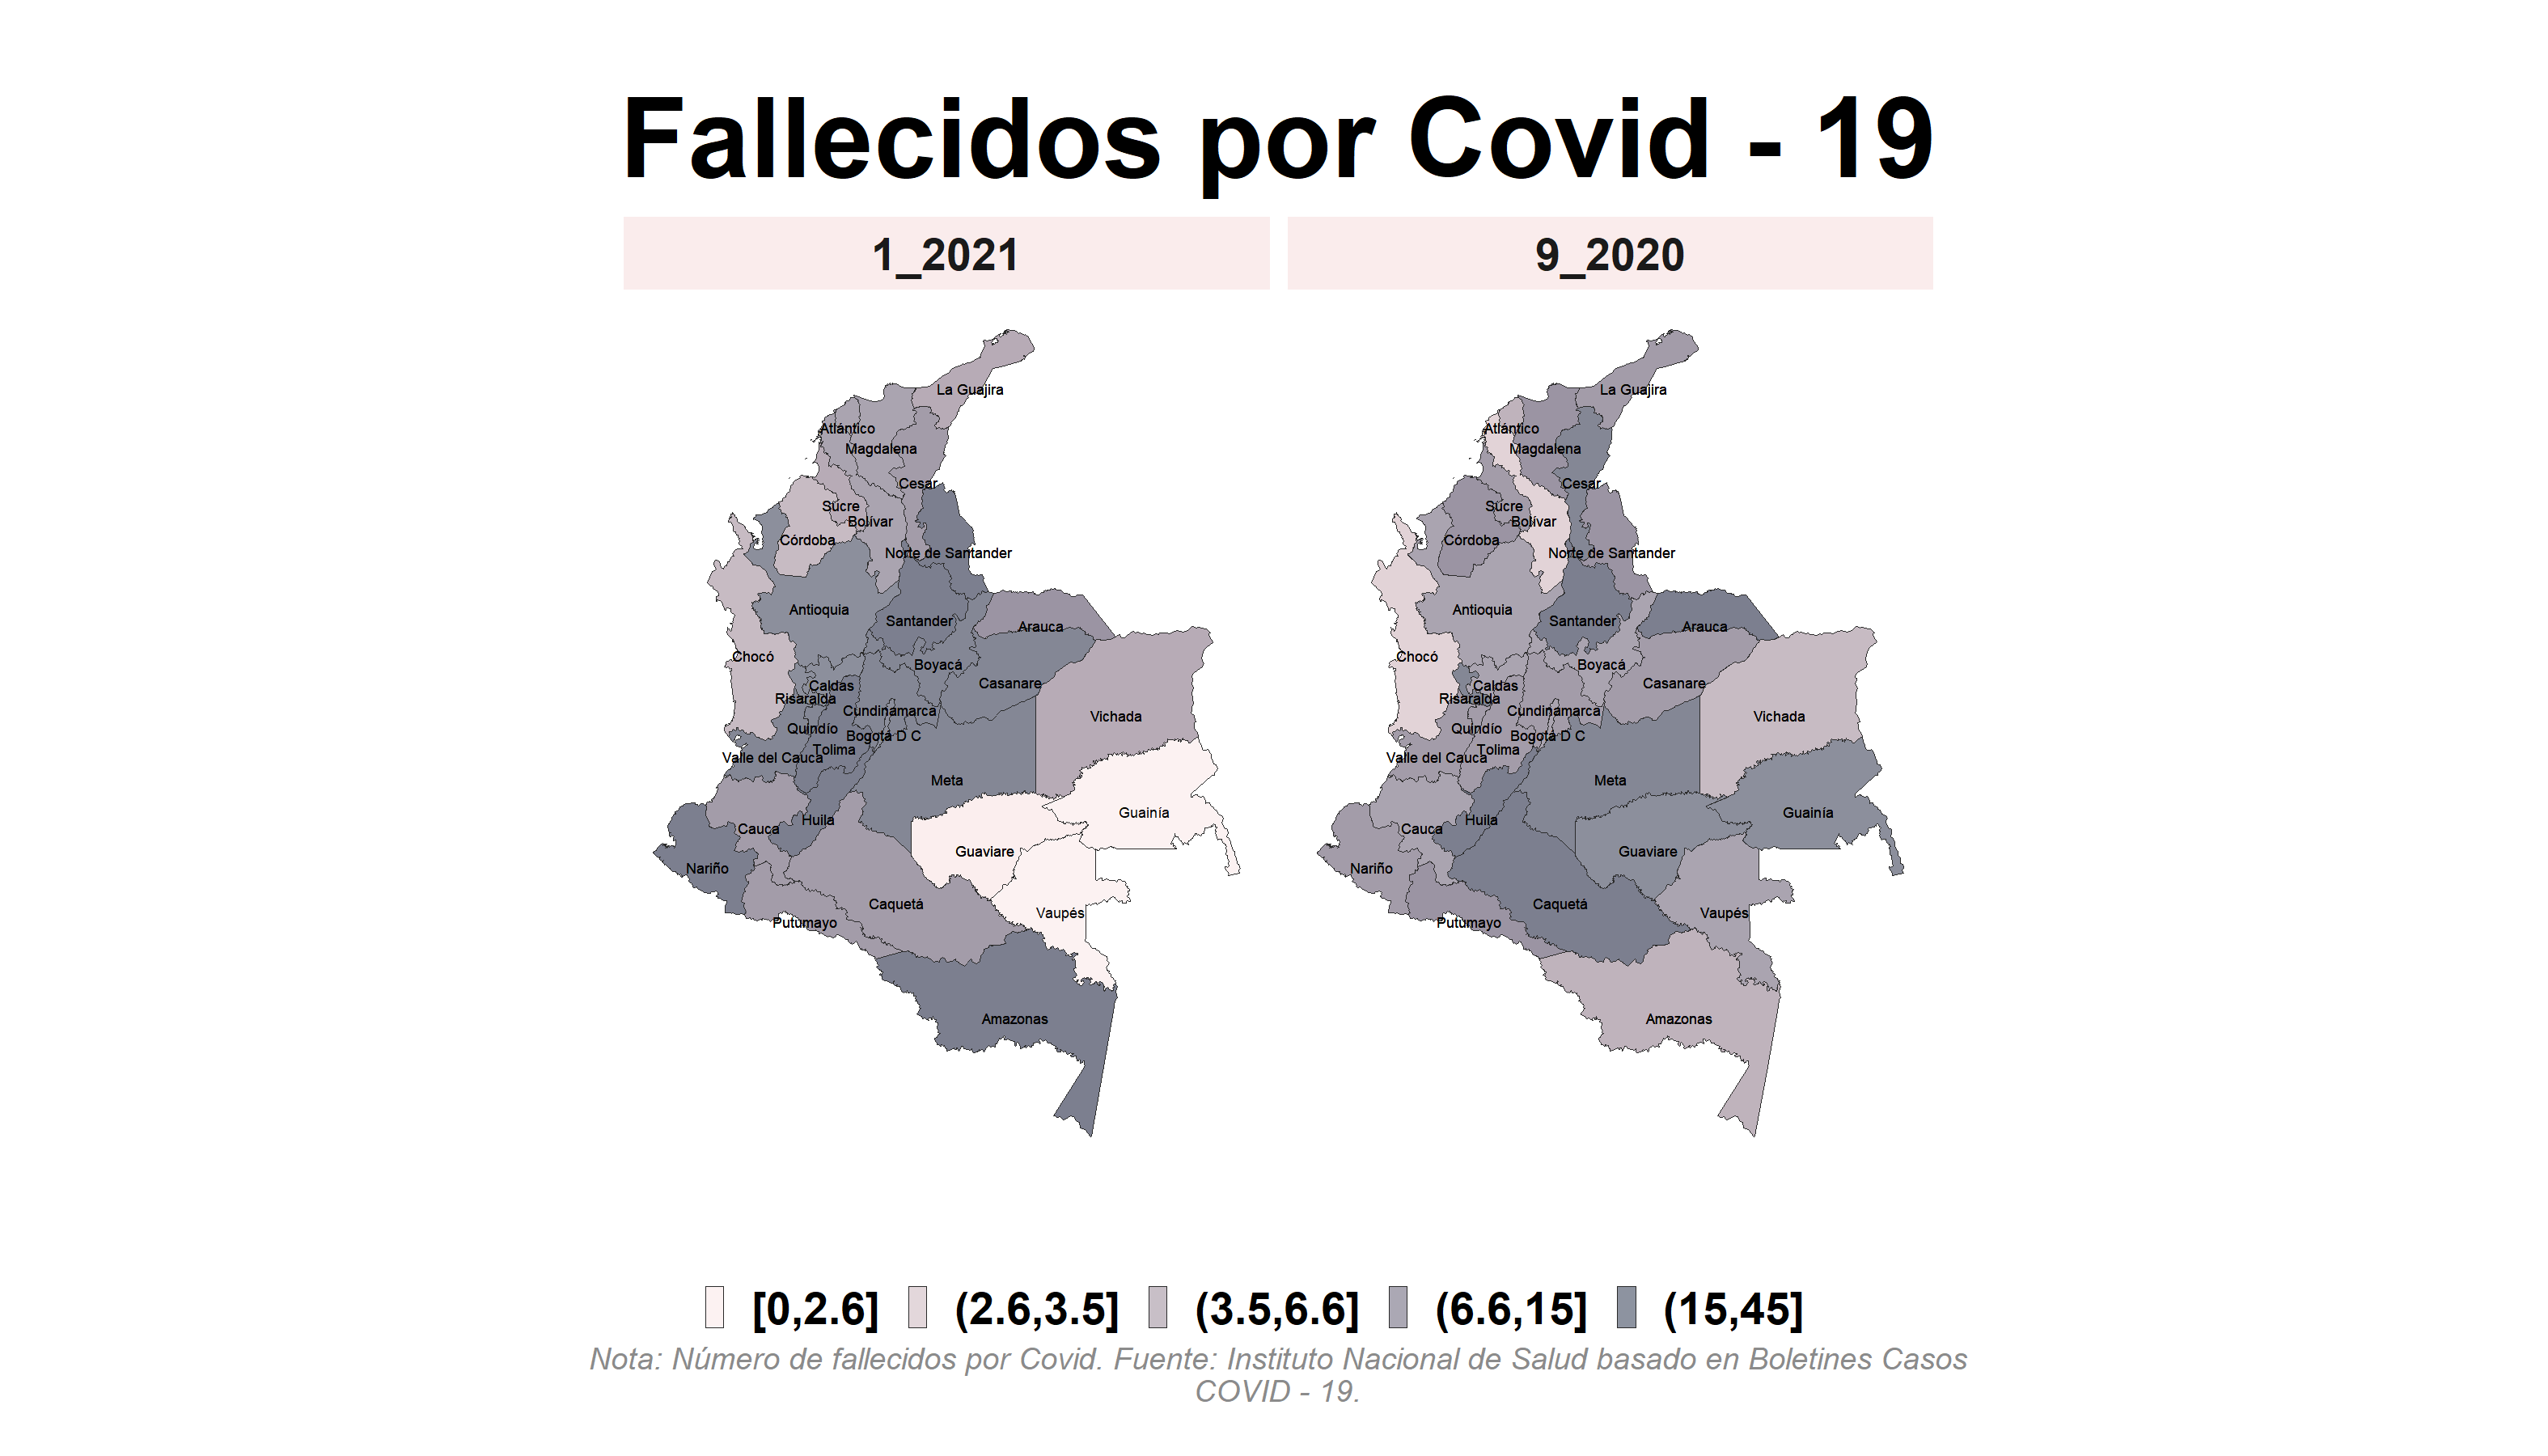 Fallecidos por Covid - 19
1_2021
9_2020
La Guajira
Atlántico
Magdalena
Cesar
Sucre
Bolívar
Córdoba
Norte de Santander
Antioquia
Santander
Arauca
Chocó
Boyacá
Casanare
Caldas
Risaralda
Cundinamarca
Vichada
Quindío
Bogotá D C
Tolima
Valle del Cauca
Meta
Guainía
Huila
Cauca
Guaviare
Nariño
Caquetá
Vaupés
Putumayo
Amazonas
La Guajira
Atlántico
Magdalena
Cesar
Sucre
Bolívar
Córdoba
Norte de Santander
Antioquia
Santander
Arauca
Chocó
Boyacá
Casanare
Caldas
Risaralda
Cundinamarca
Vichada
Quindío
Bogotá D C
Tolima
Valle del Cauca
Meta
Guainía
Huila
Cauca
Guaviare
Nariño
Caquetá
Vaupés
Putumayo
Amazonas
[0,2.6] (2.6,3.5] (3.5,6.6] (6.6,15] (15,45]
Nota: Número de fallecidos por Covid. Fuente: Instituto Nacional de Salud basado en Boletines Casos
COVID - 19.